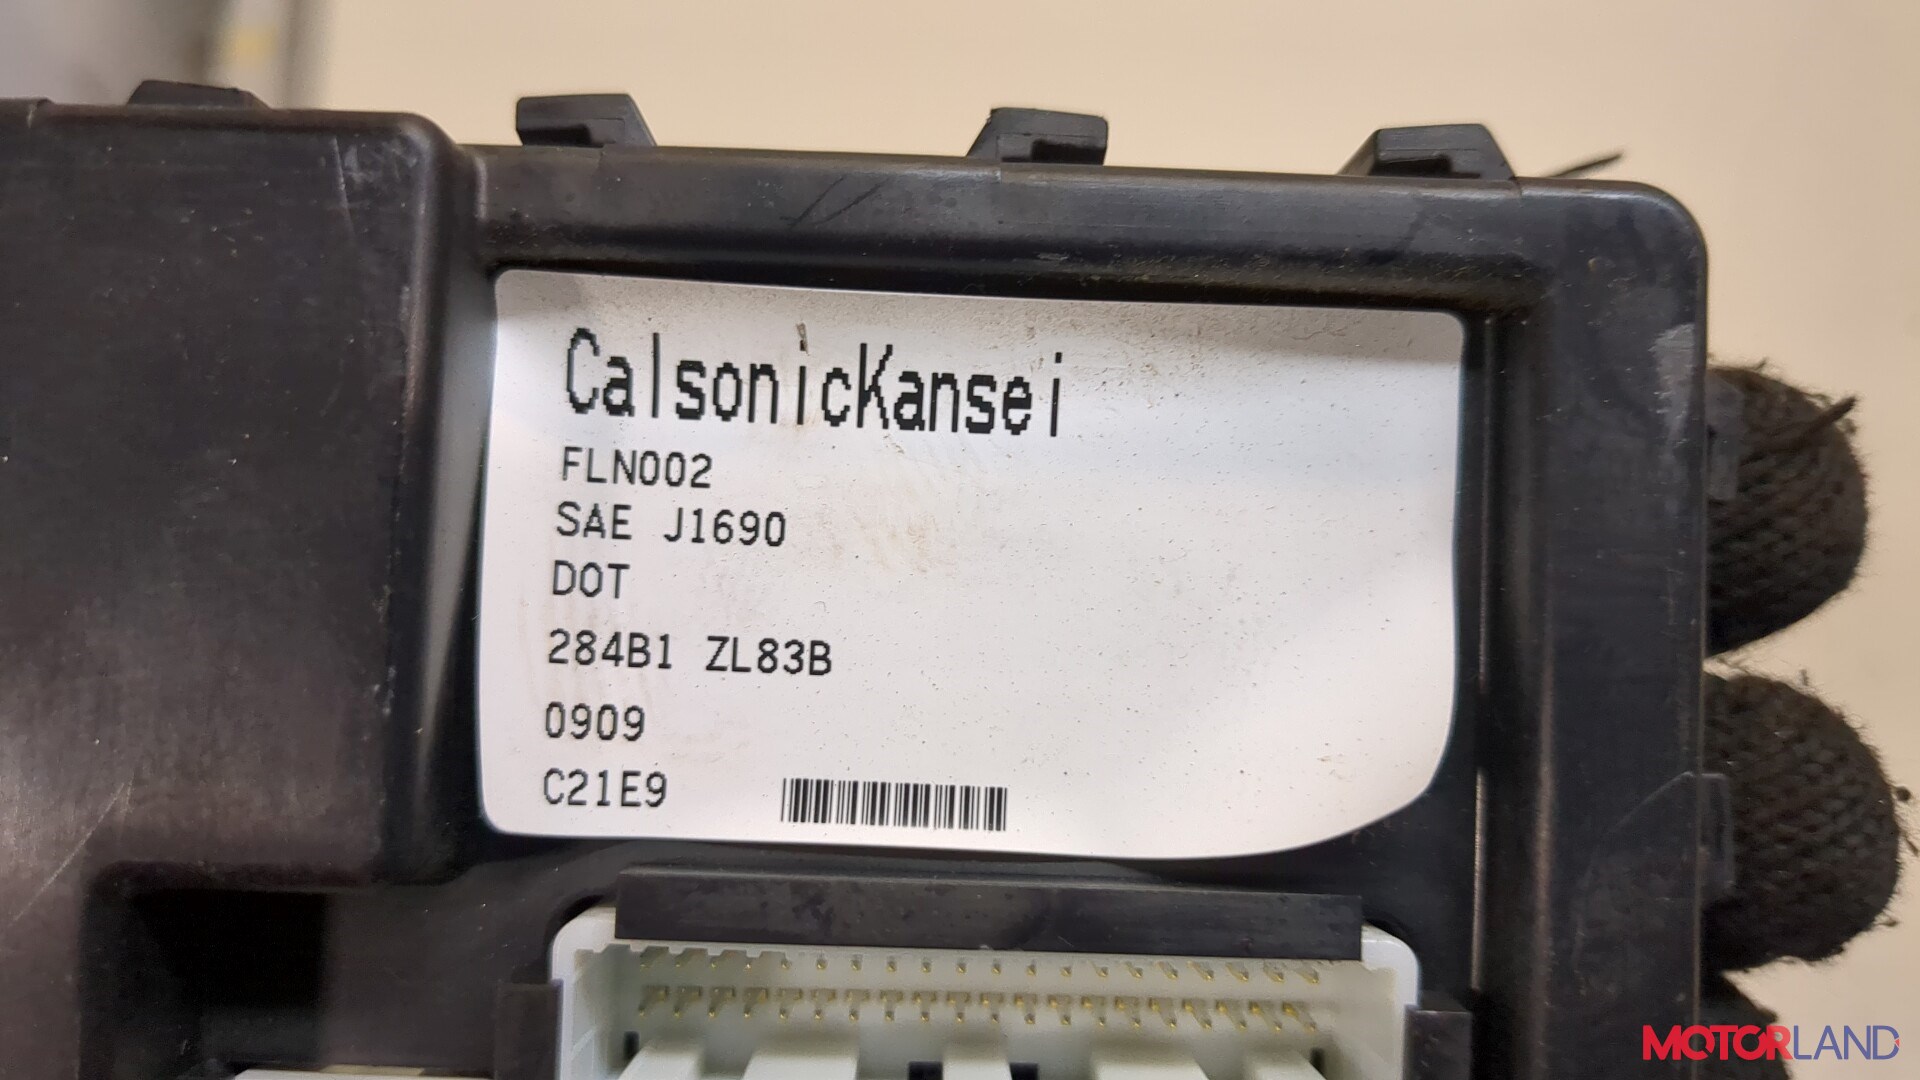 CalsonicKansei
FLN002
SAE J1690
DOT
284B1 ZL83B
0909
C21E9
MOTORLAND